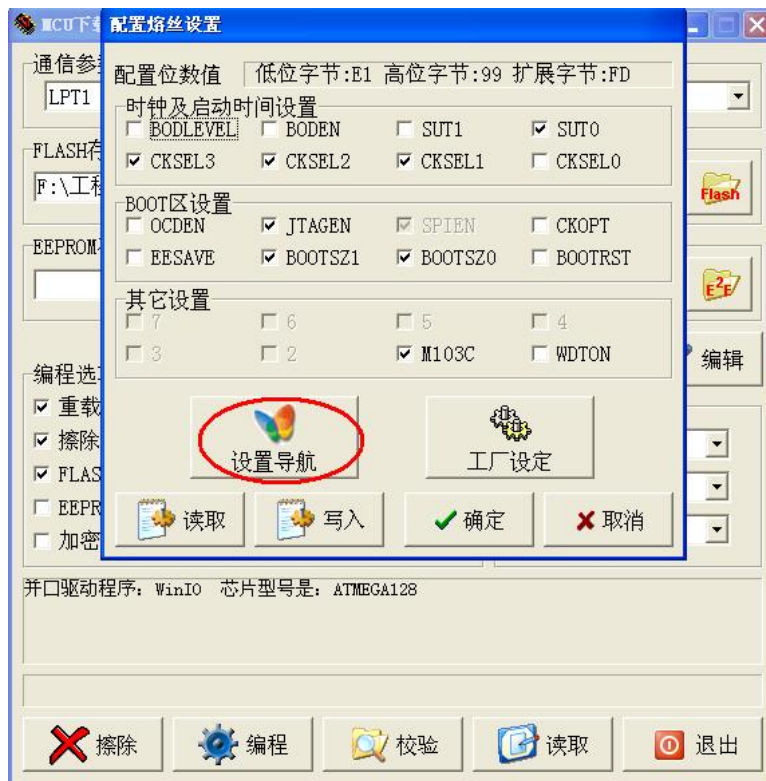 MCU下
配置熔丝设置
通信参
配置位数值 低位字节:E1 高位字节:99 扩展字节:FD
LPT1
时钟及启动时间设置
BODLEVEL BODEN SUT1 SUT0
CKSEL3 CKSEL2 CKSEL1 CKSEL0
FLASH存
F:\工程
Flash
BOOT区设置
OCDEN JTAGEN SPIEN CKOPT
EESAVE BOOTSZ1 BOOTSZ0 BOOTRST
EEPROM
E²E
其它设置
7 6 5 4
3 2 M103C WDTON
编辑
编程选
重载
擦除
FLAS
EEPR
加密
设置导航 工厂设定
读取 写入 确定 取消
并口驱动程序: WinIO 芯片型号是: ATMEGA128
擦除 编程 校验 读取 退出